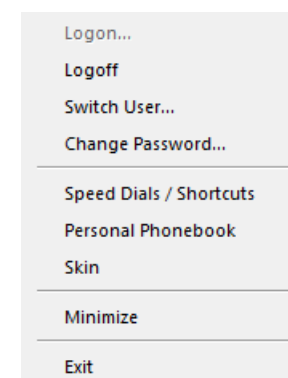 Logon...
Logoff
Switch User...
Change Password...
Speed Dials / Shortcuts
Personal Phonebook
Skin
Minimize
Exit